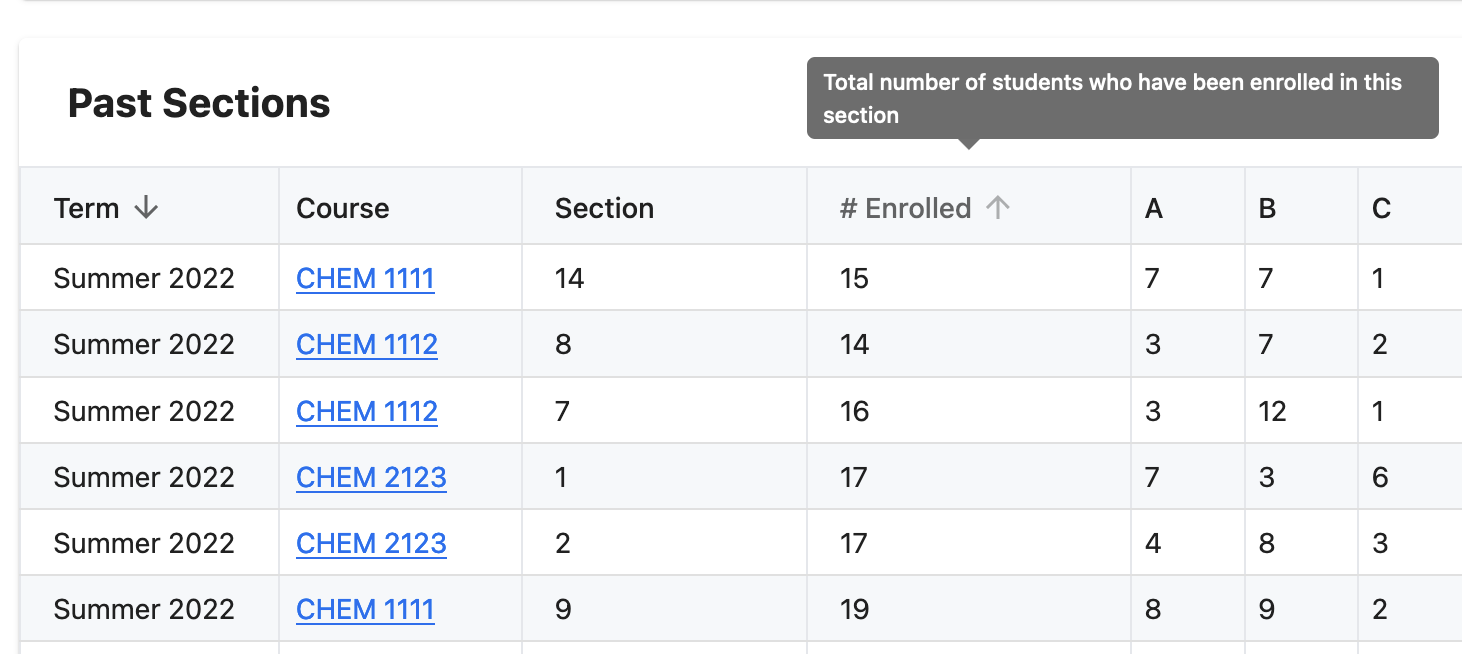 Total number of students who have been enrolled in this
section
Past Sections
Term Course Section # Enrolled A B C
Summer 2022 CHEM 1111 14 15 7 7 1
Summer 2022 CHEM 1112 8 14 3 7 2
Summer 2022 CHEM 1112 7 16 3 12 1
Summer 2022 CHEM 2123 1 17 7 3 6
Summer 2022 CHEM 2123 2 17 4 8 3
Summer 2022 CHEM 1111 9 19 8 9 2